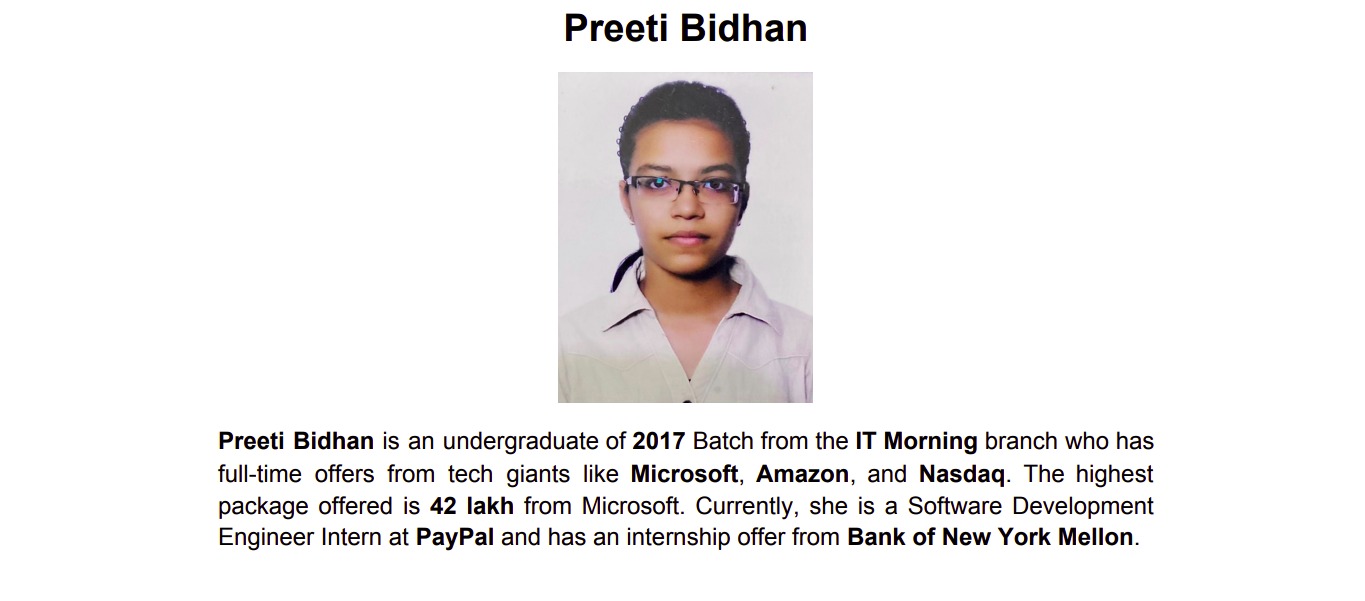 Preeti Bidhan
Preeti Bidhan is an undergraduate of 2017 Batch from the IT Morning branch who has
full-time offers from tech giants like Microsoft, Amazon, and Nasdaq. The highest
package offered is 42 lakh from Microsoft. Currently, she is a Software Development
Engineer Intern at PayPal and has an internship offer from Bank of New York Mellon.